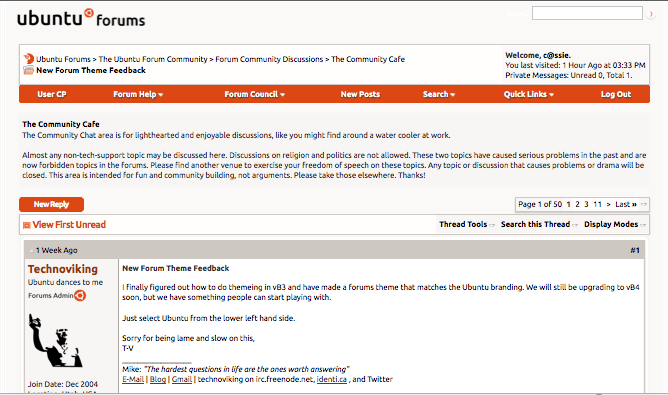 ubuntu forums
Ubuntu Forums > The Ubuntu Forum Community > Forum Community Discussions > The Community Cafe
New Forum Theme Feedback
Welcome, c@ssie.
You last visited: 1 Hour Ago at 03:33 PM
Private Messages: Unread 0, Total 1.
User CP Forum Help Forum Council New Posts Search Quick Links Log Out
The Community Cafe
The Community Chat area is for lighthearted and enjoyable discussions, like you might find around a water cooler at work.
Almost any non-tech-support topic may be discussed here. Discussions on religion and politics are not allowed. These two topics have caused serious problems in the past and are
now forbidden topics in the forums. Please find another venue to exercise your freedom of speech on these topics. Any topic or discussion that causes problems or drama will be
closed. This area is intended for fun and community building, not arguments. Please take those elsewhere. Thanks!
New Reply
Page 1 of 50 1 2 3 11 > Last »
View First Unread
Thread Tools Search this Thread Display Modes
1 Week Ago
#1
Technoviking
Ubuntu dances to me
Forums Admin
Join Date: Dec 2004
New Forum Theme Feedback
I finally figured out how to do themeing in vB3 and have made a forums theme that matches the Ubuntu branding. We will still be upgrading to vB4
soon, but we have something people can start playing with.
Just select Ubuntu from the lower left hand side.
Sorry for being lame and slow on this,
T-V
Mike: "The hardest questions in life are the ones worth answering"
E-Mail | Blog | Gmail | technoviking on irc.freenode.net, identi.ca , and Twitter